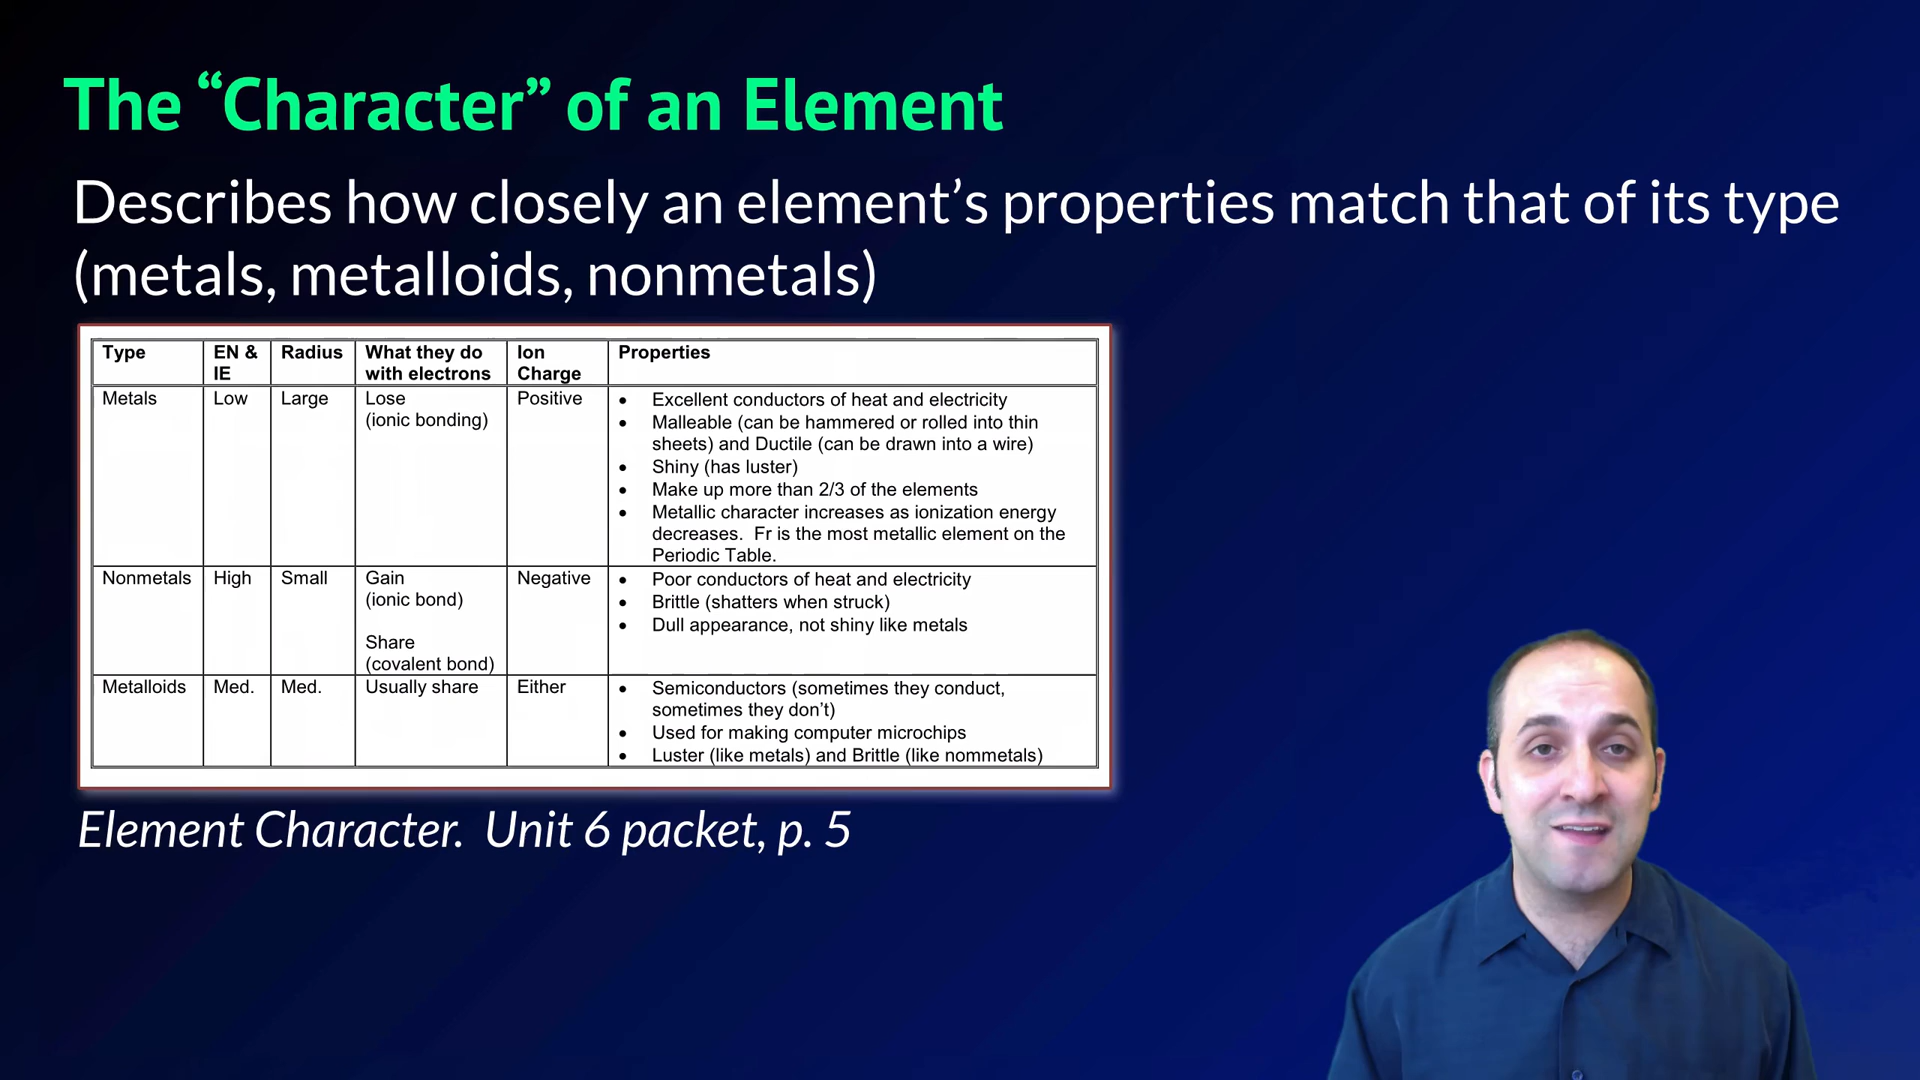 The “Character” of an Element
Describes how closely an element’s properties match that of its type
(metals, metalloids, nonmetals)
Type
EN &
IE
Radius
What they do
with electrons
Ion
Charge
Properties
Metals
Low
Large
Lose
(ionic bonding)
Positive
• Excellent conductors of heat and electricity
• Malleable (can be hammered or rolled into thin
sheets) and Ductile (can be drawn into a wire)
• Shiny (has luster)
• Make up more than 2/3 of the elements
• Metallic character increases as ionization energy
decreases.  Fr is the most metallic element on the
Periodic Table.
Nonmetals
High
Small
Gain
(ionic bond)
Share
(covalent bond)
Negative
• Poor conductors of heat and electricity
• Brittle (shatters when struck)
• Dull appearance, not shiny like metals
Metalloids
Med.
Med.
Usually share
Either
• Semiconductors (sometimes they conduct,
sometimes they don’t)
• Used for making computer microchips
• Luster (like metals) and Brittle (like nommetals)
Element Character.  Unit 6 packet, p. 5